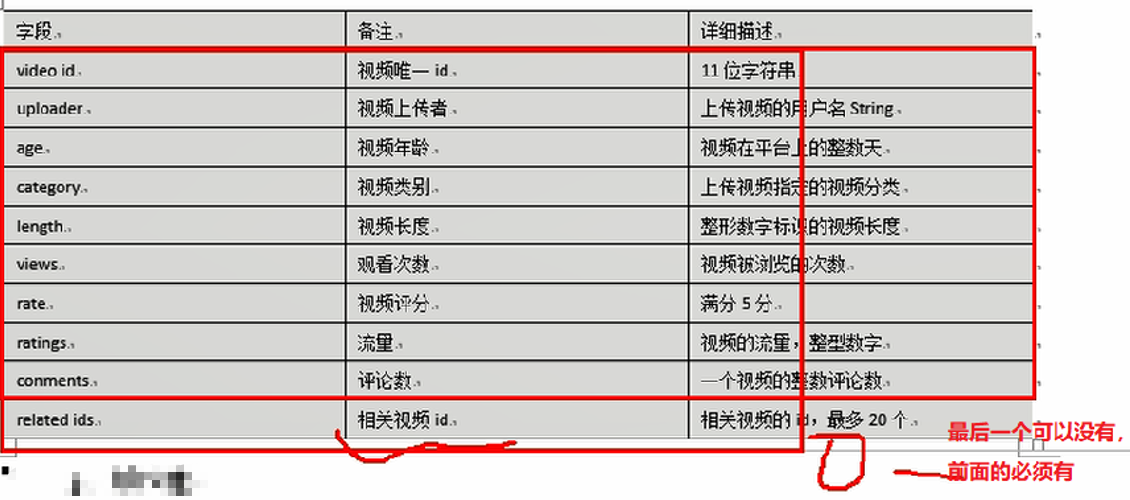 字段 备注 详细描述
video id 视频唯一 id 11 位字符串
uploader 视频上传者 上传视频的用户名 String
age 视频年龄 视频在平台上的整数天
category 视频类别 上传视频指定的视频分类
length 视频长度 整形数字标识的视频长度
views 观看次数 视频被浏览的次数
rate 视频评分 满分 5 分
ratings 流量 视频的流量，整型数字
conments 评论数 一个视频的整数评论数
related ids 相关视频 id 相关视频的 id，最多 20 个
最后一个可以没有，
前面的必须有